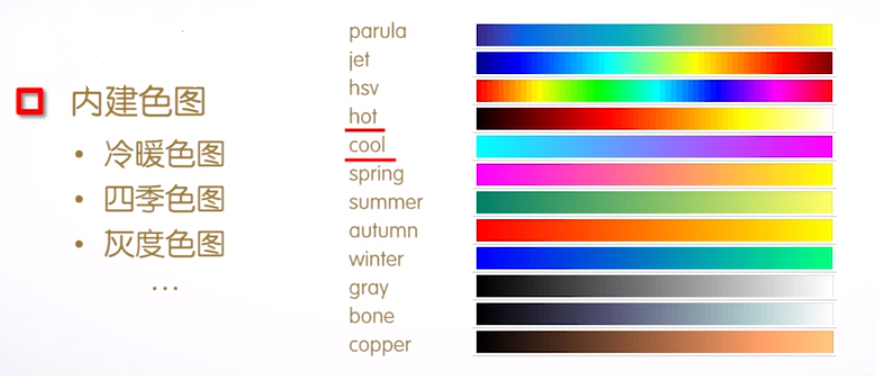 内建色图
• 冷暖色图
• 四季色图
• 灰度色图
…
parula
jet
hsv
hot
cool
spring
summer
autumn
winter
gray
bone
copper